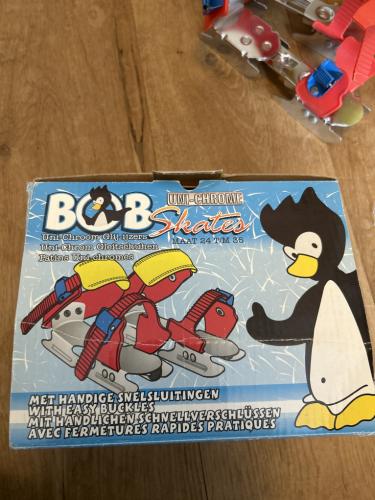 BOB
UNI-CHROME
Skates
MAAT 24 T/M 35
Uni Chroom Glij-ijzers
Uni-Khrom Gleitschuhen
Patins Uni-chromes
MET HANDIGE SNELSLUITINGEN
WITH EASY BUCKLES
MIT HANDLICHEN SCHNELLVERSCHLÜSSEN
AVEC FERMETURES RAPIDES PRATIQUES